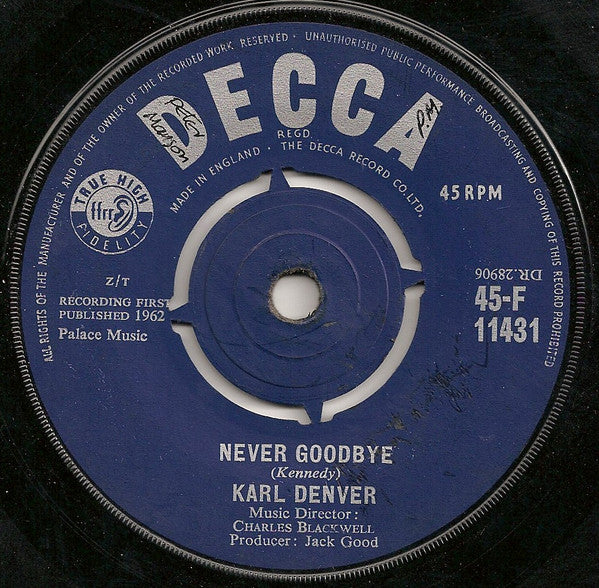 ALL RIGHTS OF THE MANUFACTURER AND OF THE OWNER OF THE RECORDED WORK RESERVED · UNAUTHORISED PUBLIC PERFORMANCE, BROADCASTING AND COPYING OF THIS RECORD PROHIBITED
DECCA
Peter
Manson
P.M.
REGD.
MADE IN ENGLAND · THE DECCA RECORD CO. LTD.
TRUE HIGH
ffrr
FIDELITY
45 RPM
DR.28906
Z/T
RECORDING FIRST
PUBLISHED 1962
Palace Music
45-F
11431
NEVER GOODBYE
(Kennedy)
KARL DENVER
Music Director:
CHARLES BLACKWELL
Producer: Jack Good